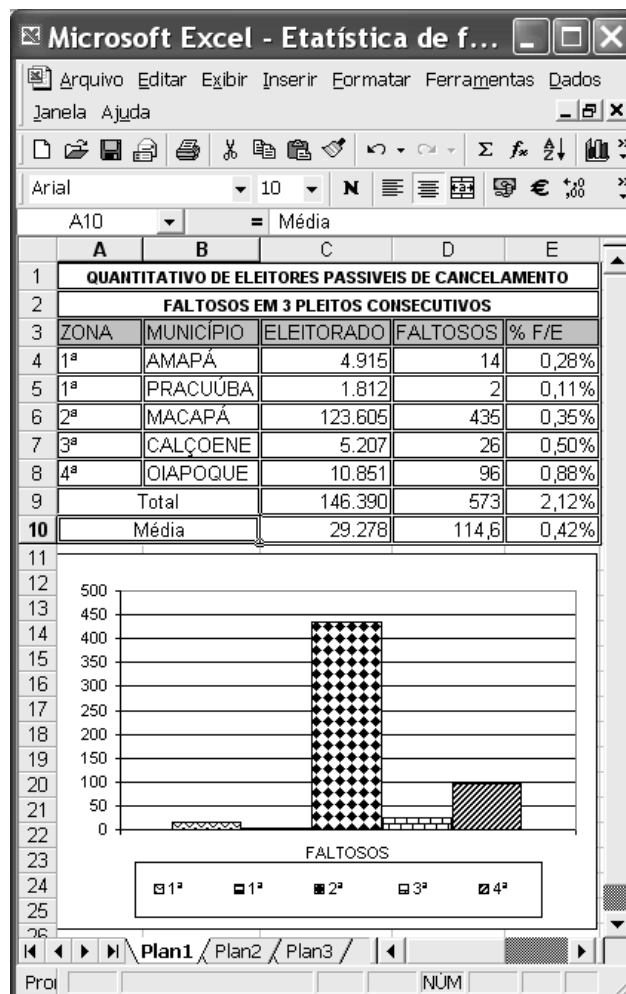 Microsoft Excel - Etatística de f...
Arquivo Editar Exibir Inserir Formatar Ferramentas Dados
Janela Ajuda
Arial 10 N
A10 = Média
A B C D E
1 QUANTITATIVO DE ELEITORES PASSIVEIS DE CANCELAMENTO
2 FALTOSOS EM 3 PLEITOS CONSECUTIVOS
3 ZONA MUNICÍPIO ELEITORADO FALTOSOS % F/E
4 1ª AMAPÁ 4.915 14 0,28%
5 1ª PRACUÚBA 1.812 2 0,11%
6 2ª MACAPÁ 123.605 435 0,35%
7 3ª CALÇOENE 5.207 26 0,50%
8 4ª OIAPOQUE 10.851 96 0,88%
9 Total 146.390 573 2,12%
10 Média 29.278 114,6 0,42%
11
12 500
13 450
14 400
15 350
16 300
17 250
18 200
19 150
20 100
21 50
22 0
23 FALTOSOS
24 1ª 1ª 2ª 3ª 4ª
25
26
Plan1 Plan2 Plan3
Pro NÚM